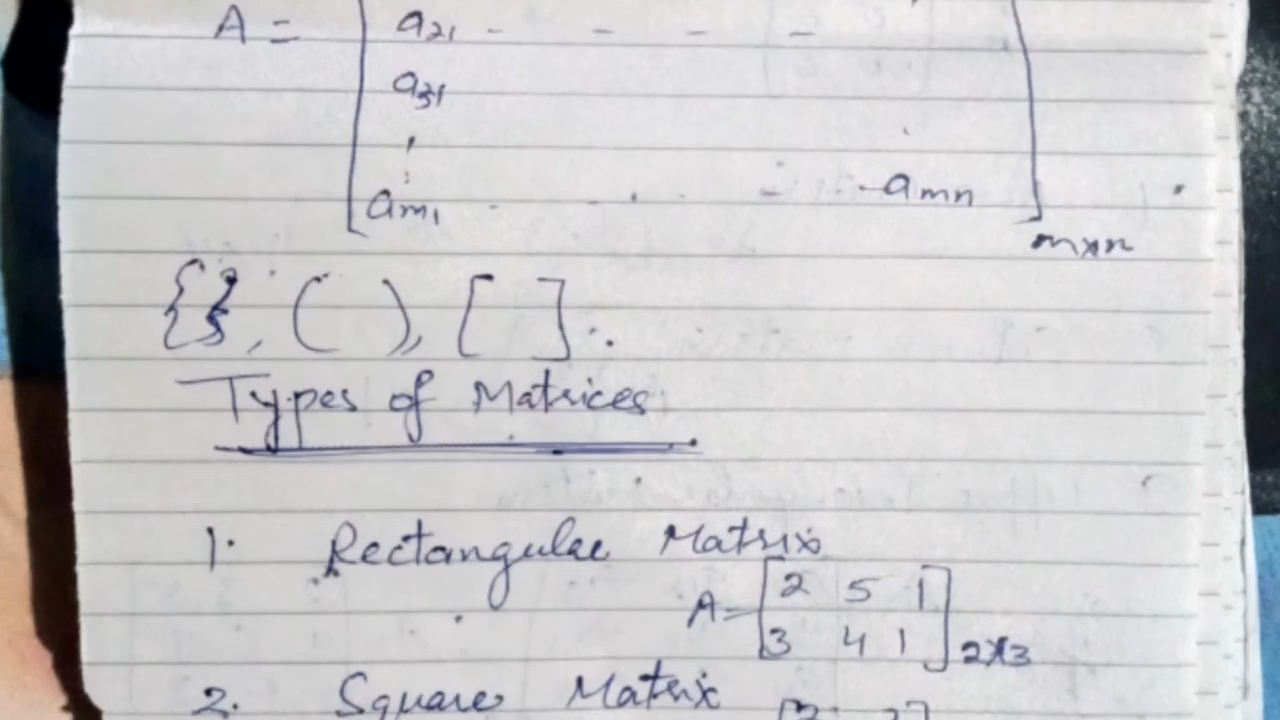 A = [ a21 - - - -
a31
.
:
am1 - - . - - amn ] mxn
{ }, ( ), [ ].
Types of Matrices
1. Rectangular Matrix
A = [ 2 5 1
3 4 1 ] 2x3
2. Square Matrix